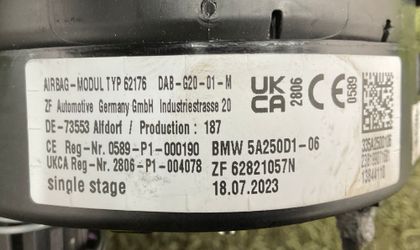 AIRBAG-MODUL TYP 62176 DAB-G20-01-M
ZF Automotive Germany GmbH Industriestrasse 20
DE-73553 Alfdorf / Production : 187
CE Reg-Nr. 0589-P1-000190 BMW 5A250D1-06
UKCA Reg-Nr. 2806-P1-004078 ZF 62821057N
single stage 18.07.2023
UK
CA
2806
CE
0589
13844110